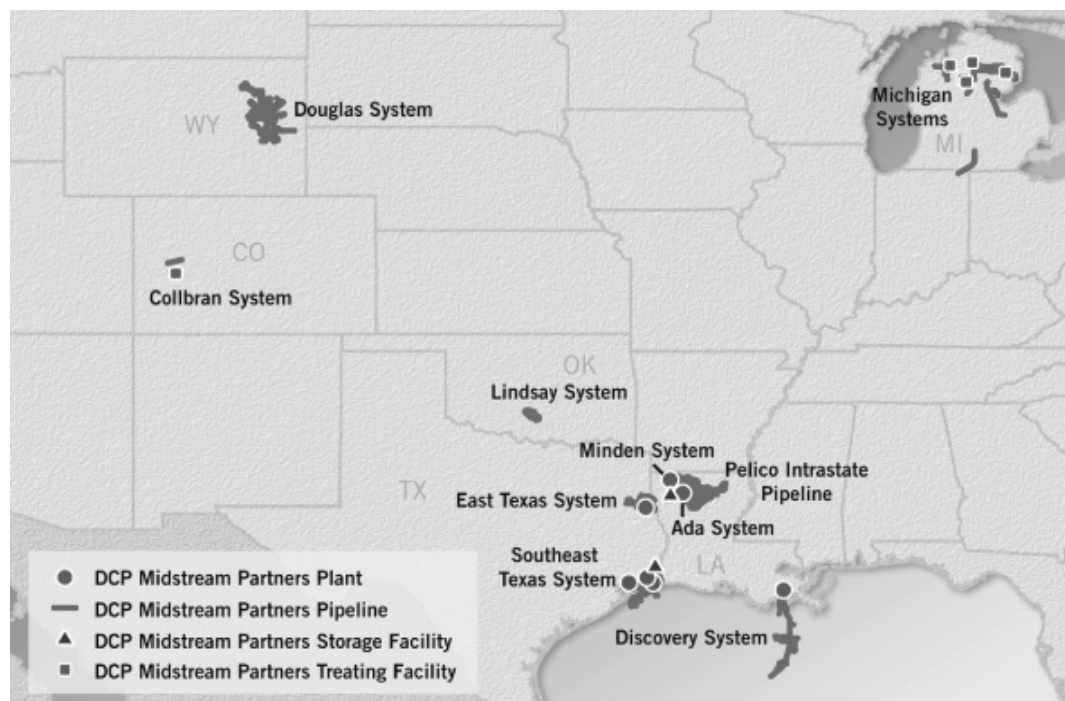 Douglas System
WY
Michigan
Systems
MI
CO
Collbran System
OK
Lindsay System
Minden System
Pelico Intrastate
Pipeline
TX
East Texas System
Ada System
Southeast
Texas System
LA
Discovery System
DCP Midstream Partners Plant
DCP Midstream Partners Pipeline
DCP Midstream Partners Storage Facility
DCP Midstream Partners Treating Facility